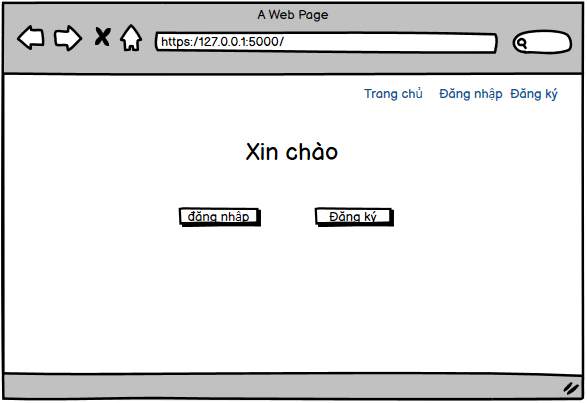 A Web Page
https:/127.0.0.1:5000/
Trang chủ Đăng nhập Đăng ký
Xin chào
đăng nhập Đăng ký